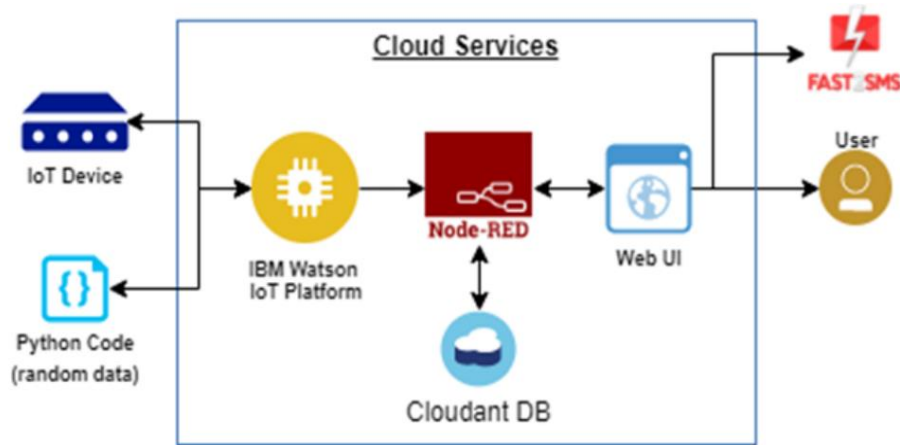 Cloud Services
FAST2SMS
IoT Device
User
IBM Watson
IoT Platform
Node-RED
Web UI
{}
Python Code
(random data)
Cloudant DB